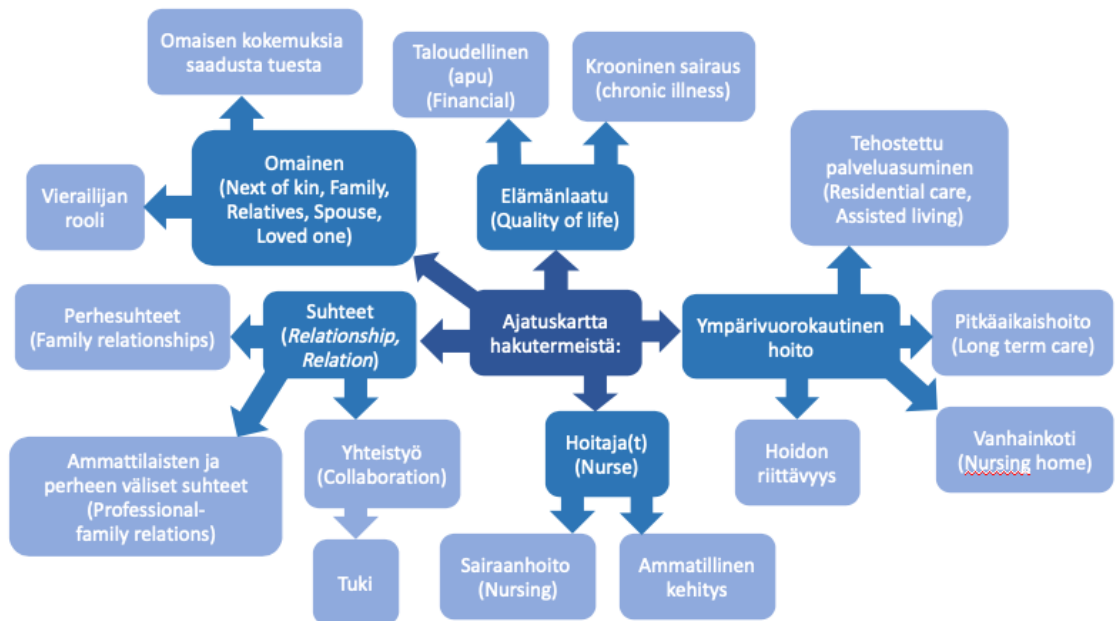 Omaisen kokemuksia
saadusta tuesta
Taloudellinen
(apu)
(Financial)
Krooninen sairaus
(chronic illness)
Omainen
(Next of kin, Family,
Relatives, Spouse,
Loved one)
Vierailijan
rooli
Elämänlaatu
(Quality of life)
Tehostettu
palveluasuminen
(Residential care,
Assisted living)
Perhesuhteet
(Family relationships)
Suhteet
(Relationship,
Relation)
Ajatuskartta
hakutermeistä:
Ympärivuorokautinen
hoito
Pitkäaikaishoito
(Long term care)
Ammattilaisten ja
perheen väliset suhteet
(Professional-
family relations)
Yhteistyö
(Collaboration)
Hoitaja(t)
(Nurse)
Hoidon
riittävyys
Vanhainkoti
(Nursing home)
Tuki
Sairaanhoito
(Nursing)
Ammatillinen
kehitys